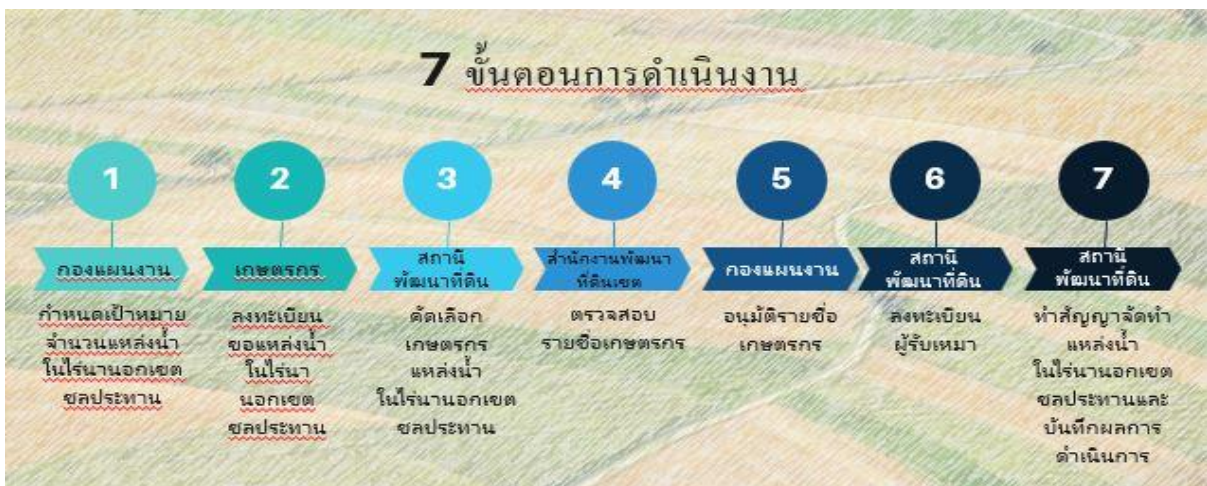 7 ขั้นตอนการดำเนินงาน
1
กองแผนงาน
กำหนดเป้าหมาย
จำนวนแหล่งน้ำ
ในไร่นานอกเขต
ชลประทาน
2
เกษตรกร
ลงทะเบียน
ขอแหล่งน้ำ
ในไร่นา
นอกเขต
ชลประทาน
3
สถานี
พัฒนาที่ดิน
คัดเลือก
เกษตรกร
แหล่งน้ำ
ในไร่นานอกเขต
ชลประทาน
4
สำนักงานพัฒนา
ที่ดินเขต
ตรวจสอบ
รายชื่อเกษตรกร
5
กองแผนงาน
อนุมัติรายชื่อ
เกษตรกร
6
สถานี
พัฒนาที่ดิน
ลงทะเบียน
ผู้รับเหมา
7
สถานี
พัฒนาที่ดิน
ทำสัญญาจัดทำ
แหล่งน้ำ
ในไร่นานอกเขต
ชลประทานและ
บันทึกผลการ
ดำเนินการ